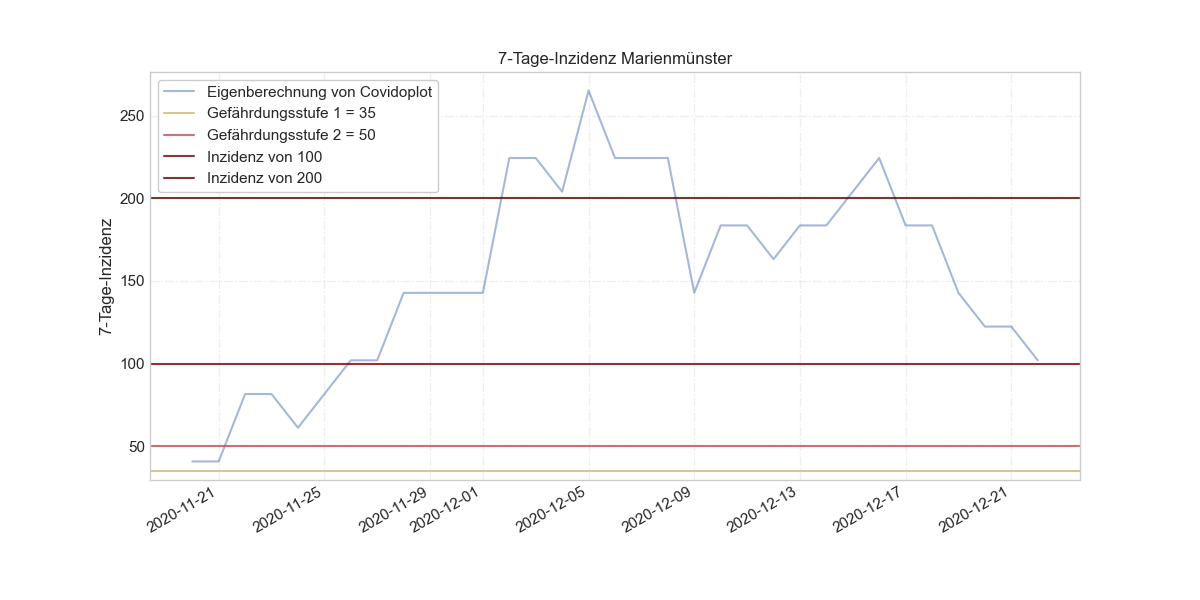 7-Tage-Inzidenz Marienmünster
Eigenberechnung von Covidoplot
Gefährdungsstufe 1 = 35
Gefährdungsstufe 2 = 50
Inzidenz von 100
Inzidenz von 200
7-Tage-Inzidenz
250
200
150
100
50
2020-11-21
2020-11-25
2020-11-29
2020-12-01
2020-12-05
2020-12-09
2020-12-13
2020-12-17
2020-12-21